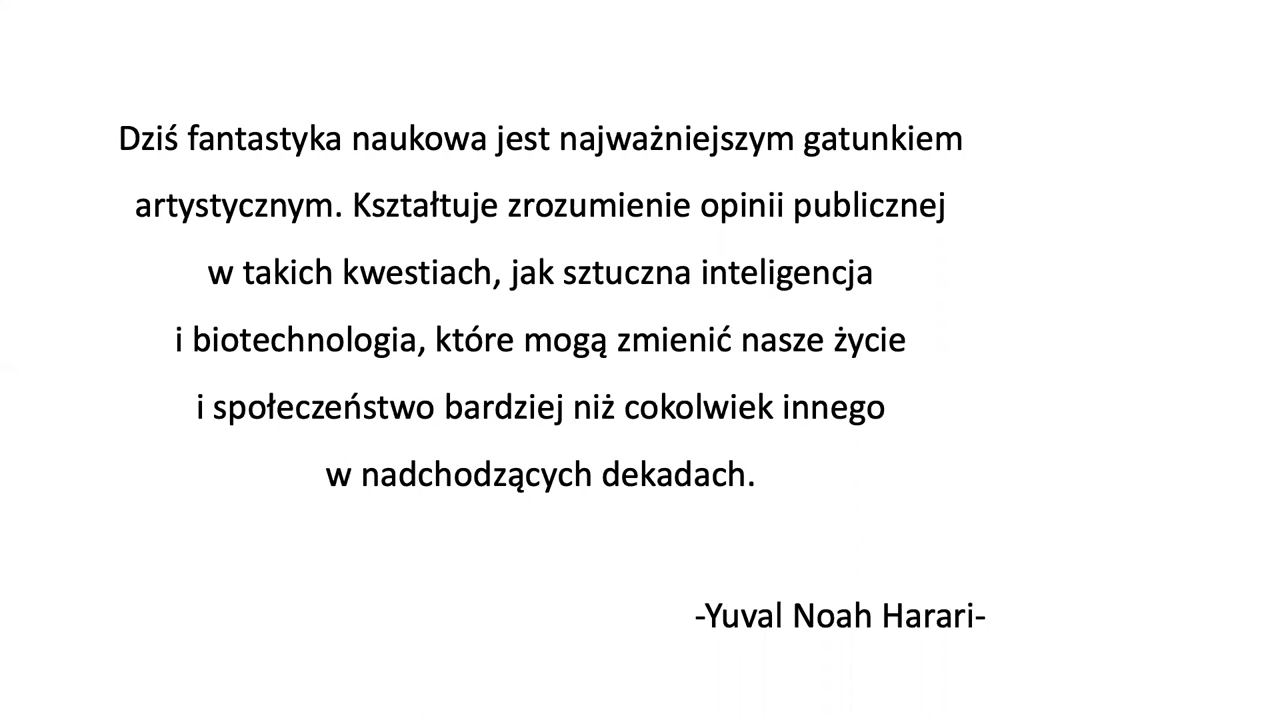 Dziś fantastyka naukowa jest najważniejszym gatunkiem
artystycznym. Kształtuje zrozumienie opinii publicznej
w takich kwestiach, jak sztuczna inteligencja
i biotechnologia, które mogą zmienić nasze życie
i społeczeństwo bardziej niż cokolwiek innego
w nadchodzących dekadach.
-Yuval Noah Harari-